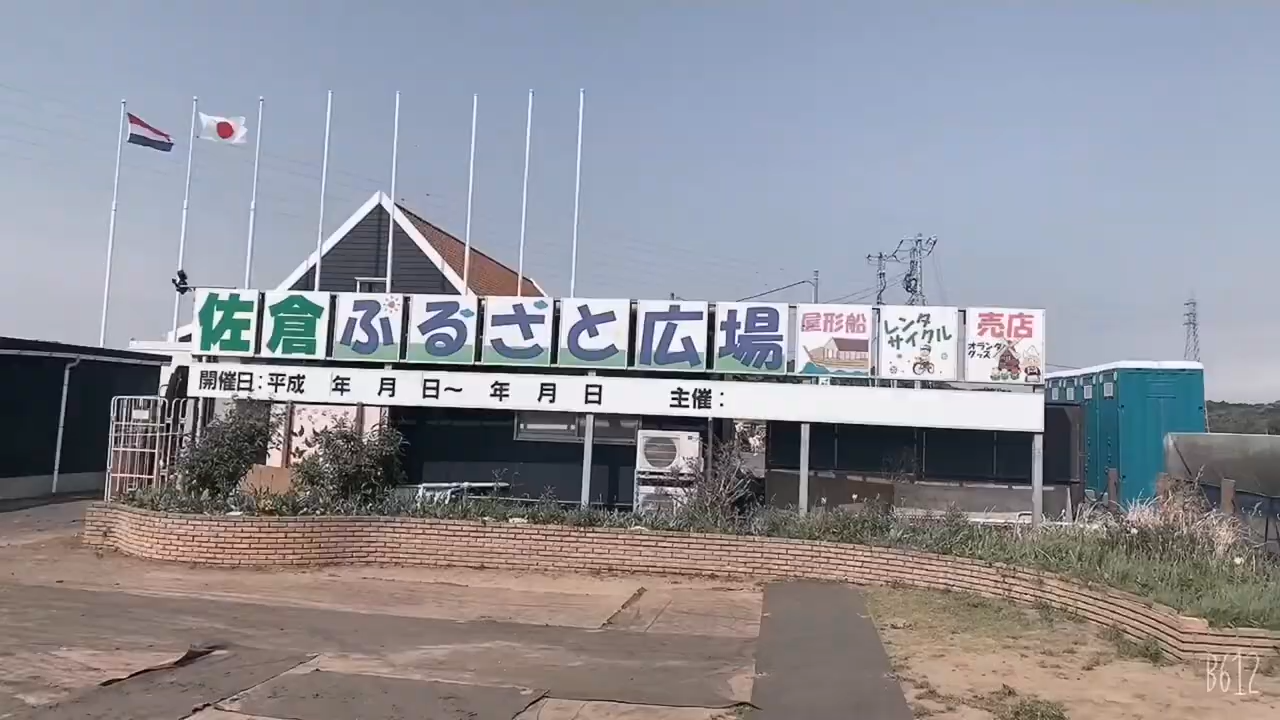 佐倉ふるさと広場
屋形船
レンタ
サイクル
売店
オランダ
グッズ
開催日：平成　年　月　日～　年　月　日　　主催：
B612